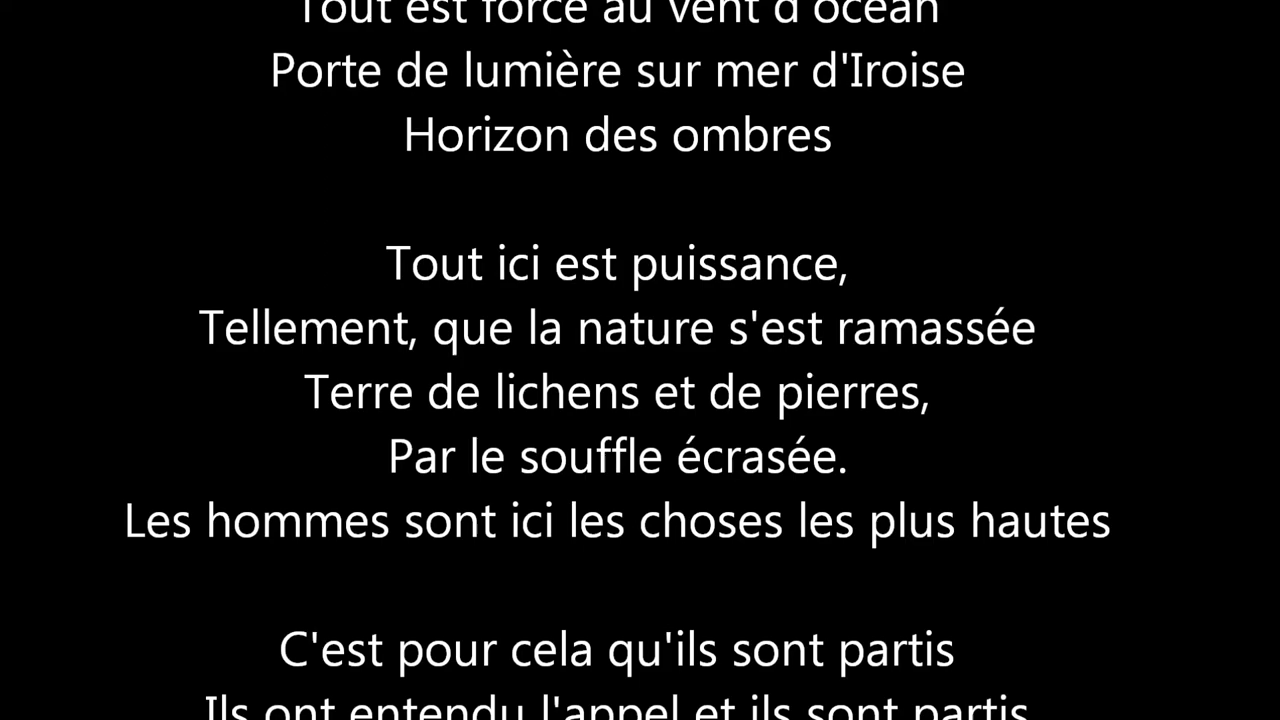 Tout est force au vent d'océan
Porte de lumière sur mer d'Iroise
Horizon des ombres
Tout ici est puissance,
Tellement, que la nature s'est ramassée
Terre de lichens et de pierres,
Par le souffle écrasée.
Les hommes sont ici les choses les plus hautes
C'est pour cela qu'ils sont partis
Ils ont entendu l'appel et ils sont partis